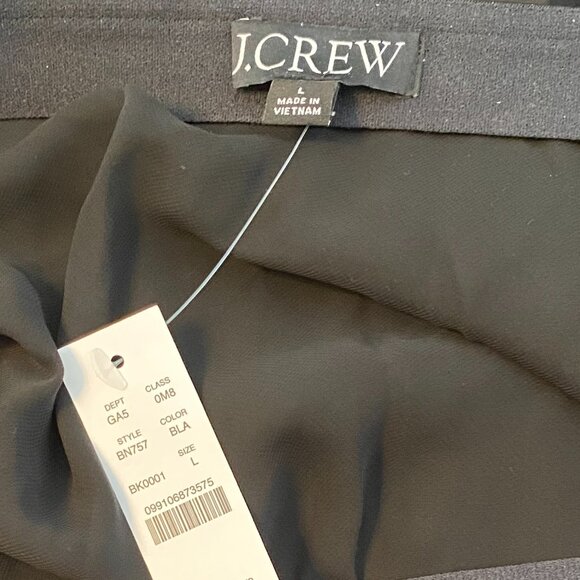 J.CREW
L
MADE IN
VIETNAM
DEPT CLASS
GA5 0M8
STYLE COLOR
BN757 BLA
SIZE
BK0001 L
099106873575